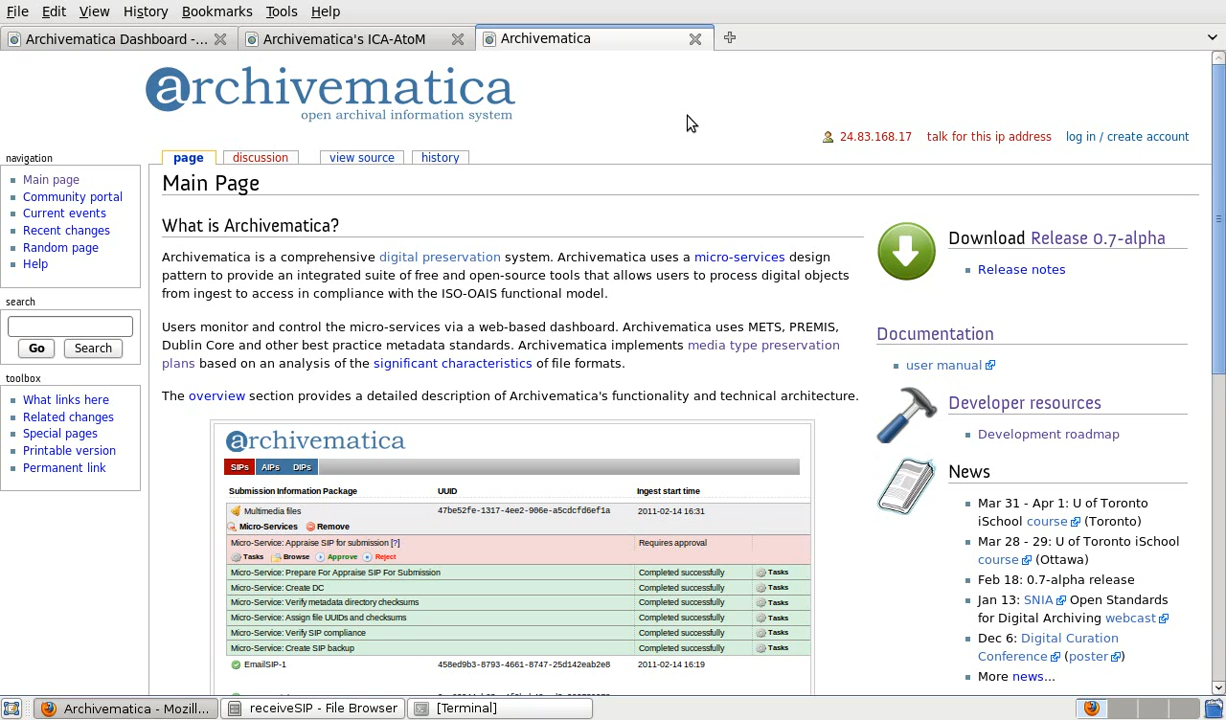 File Edit View History Bookmarks Tools Help
Archivematica Dashboard -...
Archivematica's ICA-AtoM
Archivematica
archivematica
open archival information system
24.83.168.17 talk for this ip address log in / create account
page discussion view source history
navigation
Main page
Community portal
Current events
Recent changes
Random page
Help
search
Go Search
toolbox
What links here
Related changes
Special pages
Printable version
Permanent link
Main Page
What is Archivematica?
Archivematica is a comprehensive digital preservation system. Archivematica uses a micro-services design
pattern to provide an integrated suite of free and open-source tools that allows users to process digital objects
from ingest to access in compliance with the ISO-OAIS functional model.
Users monitor and control the micro-services via a web-based dashboard. Archivematica uses METS, PREMIS,
Dublin Core and other best practice metadata standards. Archivematica implements media type preservation
plans based on an analysis of the significant characteristics of file formats.
The overview section provides a detailed description of Archivematica's functionality and technical architecture.
archivematica
SIPs AIPs DIPs
Submission Information Package UUID Ingest start time
Multimedia files 47be52fe-1317-4ee2-906e-a5cdcfd6ef1a 2011-02-14 16:31
Micro-Services Remove
Micro-Service: Appraise SIP for submission [?] Requires approval
Tasks Browse Approve Reject
Micro-Service: Prepare For Appraise SIP For Submission Completed successfully Tasks
Micro-Service: Create DC Completed successfully Tasks
Micro-Service: Verify metadata directory checksums Completed successfully Tasks
Micro-Service: Assign file UUIDs and checksums Completed successfully Tasks
Micro-Service: Verify SIP compliance Completed successfully Tasks
Micro-Service: Create SIP backup Completed successfully Tasks
EmailSIP-1 458ed9b3-8793-4661-8747-25d142eab2e8 2011-02-14 16:19
Download Release 0.7-alpha
Release notes
Documentation
user manual
Developer resources
Development roadmap
News
Mar 31 - Apr 1: U of Toronto
iSchool course (Toronto)
Mar 28 - 29: U of Toronto iSchool
course (Ottawa)
Feb 18: 0.7-alpha release
Jan 13: SNIA Open Standards
for Digital Archiving webcast
Dec 6: Digital Curation
Conference (poster)
More news...
Archivematica - Mozill...
receiveSIP - File Browser
[Terminal]